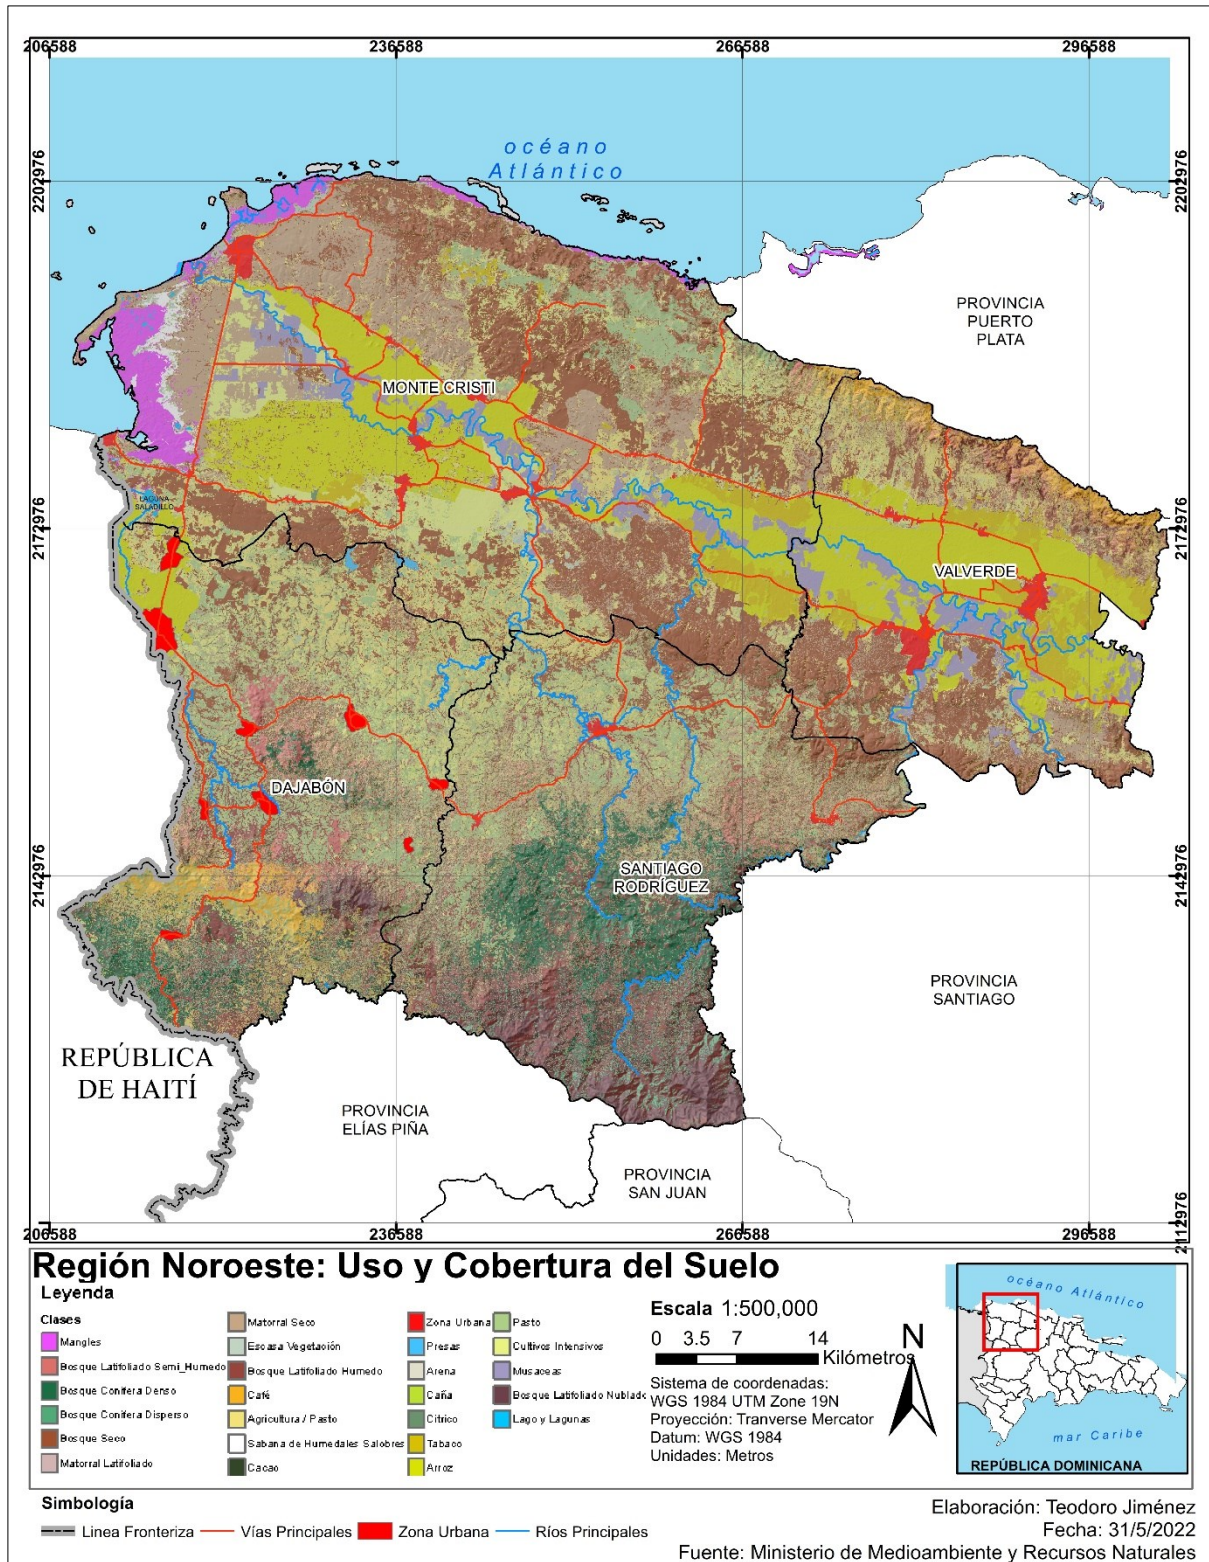 206588 236588 266588 296588
océano
Atlántico
2202976 2202976
PROVINCIA
PUERTO
PLATA
MONTE CRISTI
LAGUNA
SALADILLO
2172976 2172976
VALVERDE
DAJABÓN
SANTIAGO
RODRÍGUEZ
2142976 2142976
PROVINCIA
SANTIAGO
REPÚBLICA
DE HAITÍ
PROVINCIA
ELÍAS PIÑA
PROVINCIA
SAN JUAN
2112976
206588 236588 266588 296588
Región Noroeste: Uso y Cobertura del Suelo
Leyenda
Clases
Mangles
Bosque Latifoliado Semi_Humedo
Bosque Conifera Denso
Bosque Conifera Disperso
Bosque Seco
Matorral Latifoliado
Matorral Seco
Escasa Vegetación
Bosque Latifoliado Humedo
Café
Agricultura / Pasto
Sabana de Humedales Salobres
Cacao
Zona Urbana
Presas
Arena
Caña
Citrico
Tabaco
Arroz
Pasto
Cultivos Intensivos
Musaceas
Bosque Latifoliado Nublado
Lago y Lagunas
Escala 1:500,000
0 3.5 7 14
Kilómetros
Sistema de coordenadas:
WGS 1984 UTM Zone 19N
Proyección: Tranverse Mercator
Datum: WGS 1984
Unidades: Metros
N
océano Atlántico
mar Caribe
REPÚBLICA DOMINICANA
Simbología
Linea Fronteriza Vías Principales Zona Urbana Ríos Principales
Elaboración: Teodoro Jiménez
Fecha: 31/5/2022
Fuente: Ministerio de Medioambiente y Recursos Naturales